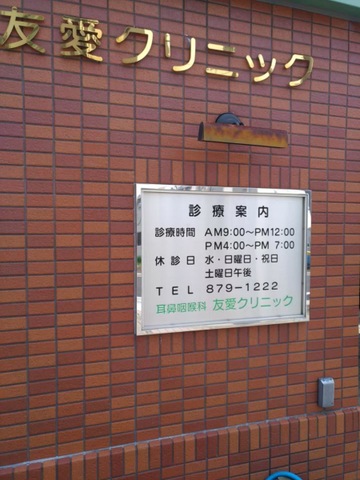 友愛クリニック
診療案内
診療時間 AM9:00〜PM12:00
PM4:00〜PM 7:00
休診日 水・日曜日・祝日
土曜日午後
TEL 879-1222
耳鼻咽喉科 友愛クリニック